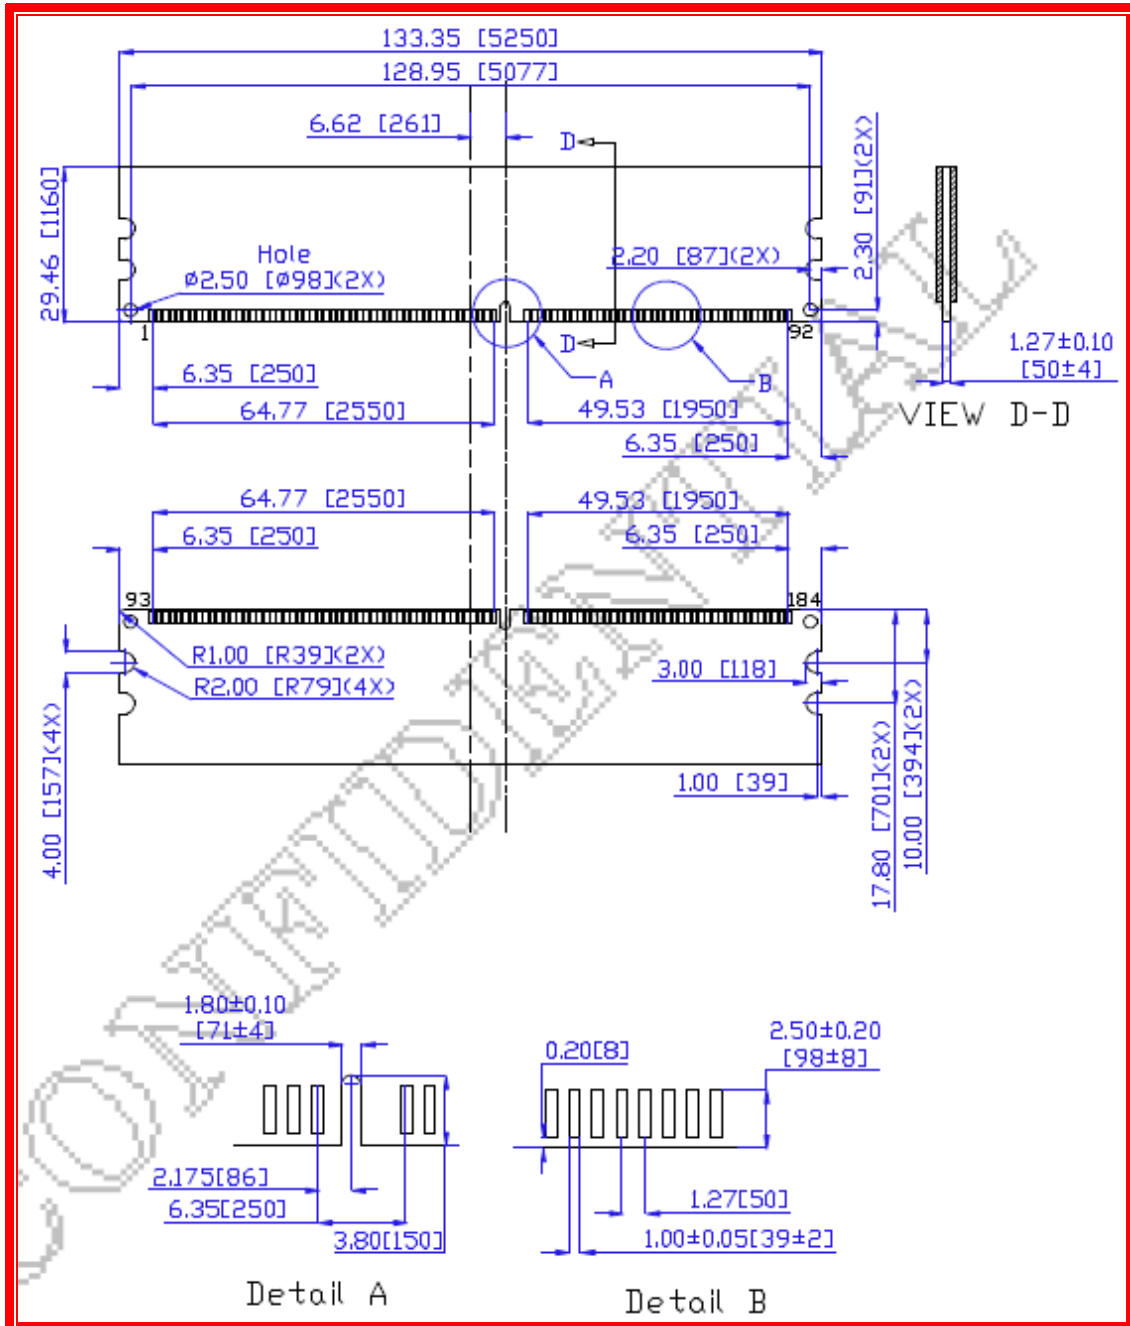 133.35 [5250]
128.95 [5077]
6.62 [261]
D
29.46 [1160]
Hole
ø2.50 [ø98](2X)
2.20 [87](2X)
2.30 [91](2X)
1
D
92
A
B
1.27±0.10
[50±4]
VIEW D-D
6.35 [250]
64.77 [2550]
49.53 [1950]
6.35 [250]
64.77 [2550]
49.53 [1950]
6.35 [250]
6.35 [250]
93
184
R1.00 [R39](2X)
R2.00 [R79](4X)
3.00 [118]
4.00 [157](4X)
1.00 [39]
17.80 [701](2X)
10.00 [394](2X)
1.80±0.10
[71±4]
2.175[86]
6.35[250]
3.80[150]
Detail A
0.20[8]
2.50±0.20
[98±8]
1.27[50]
1.00±0.05[39±2]
Detail B
CONFIDENTIAL